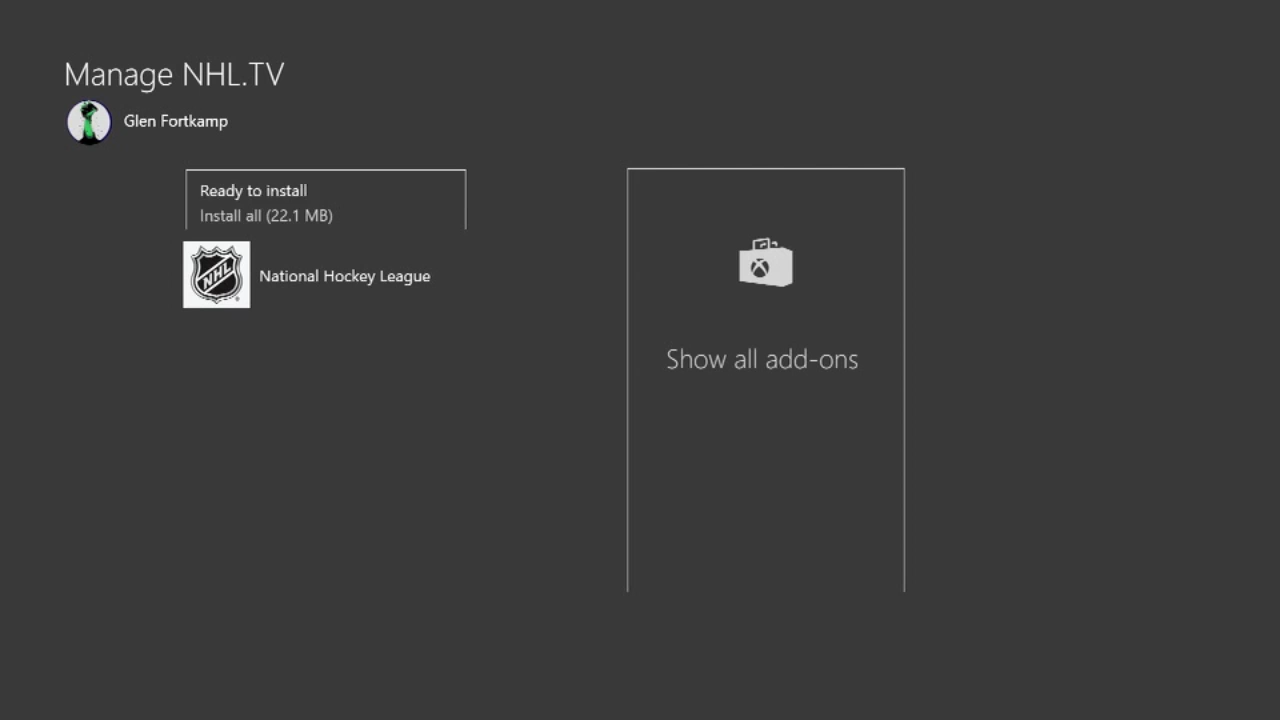 Manage NHL.TV
Glen Fortkamp
Ready to install
Install all (22.1 MB)
NHL
National Hockey League
Show all add-ons